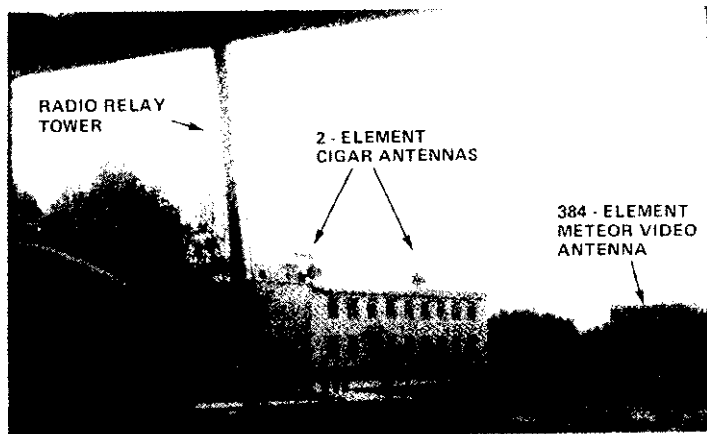 RADIO RELAY
TOWER
2 - ELEMENT
CIGAR ANTENNAS
384 - ELEMENT
METEOR VIDEO
ANTENNA